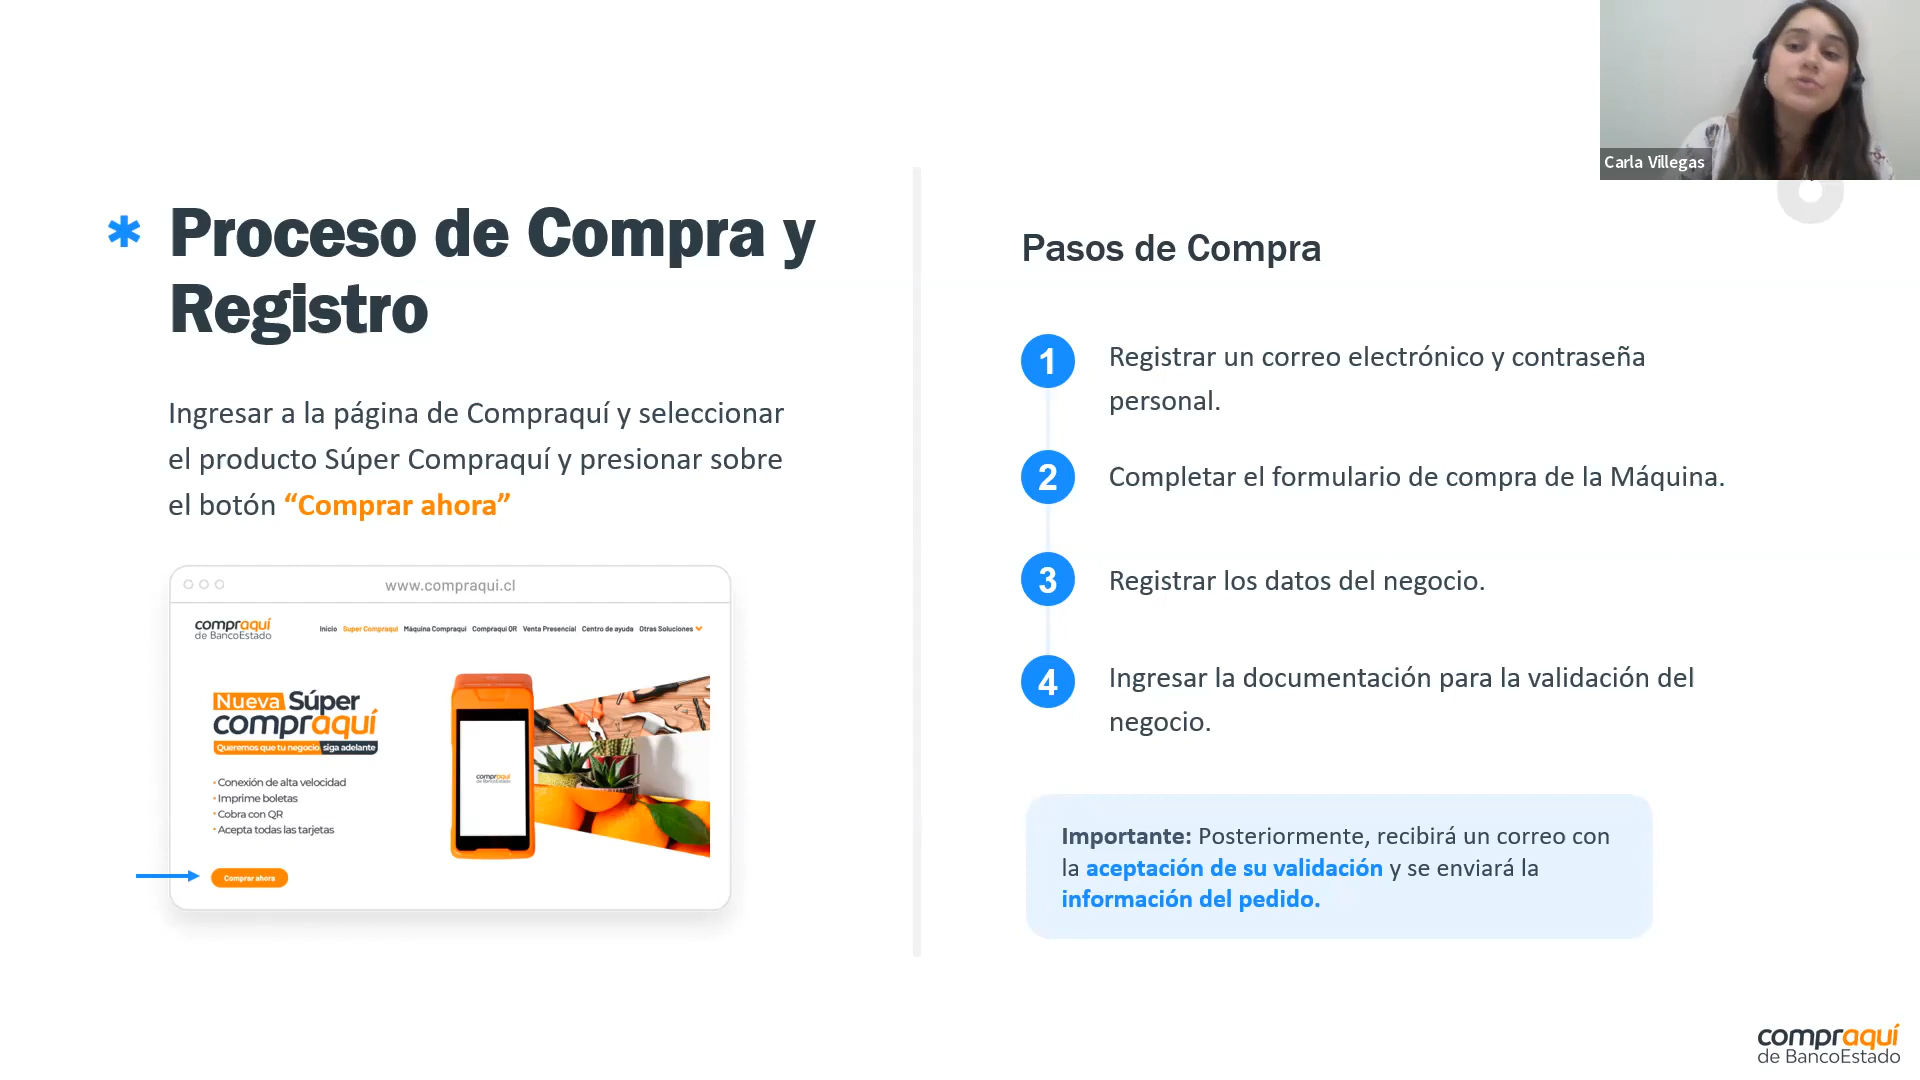 Carla Villegas
* Proceso de Compra y
Registro
Ingresar a la página de Compraquí y seleccionar
el producto Súper Compraquí y presionar sobre
el botón “Comprar ahora”
www.compraqui.cl
compraquí
de BancoEstado
Inicio Super Compraquí Máquina Compraquí Compraquí QR Venta Presencial Centro de ayuda Otras Soluciones
Nueva Súper
compraquí
Queremos que tu negocio siga adelante
· Conexión de alta velocidad
· Imprime boletas
· Cobra con QR
· Acepta todas las tarjetas
Comprar ahora
compraquí
de BancoEstado
Pasos de Compra
1 Registrar un correo electrónico y contraseña
personal.
2 Completar el formulario de compra de la Máquina.
3 Registrar los datos del negocio.
4 Ingresar la documentación para la validación del
negocio.
Importante: Posteriormente, recibirá un correo con
la aceptación de su validación y se enviará la
información del pedido.
compraquí
de BancoEstado